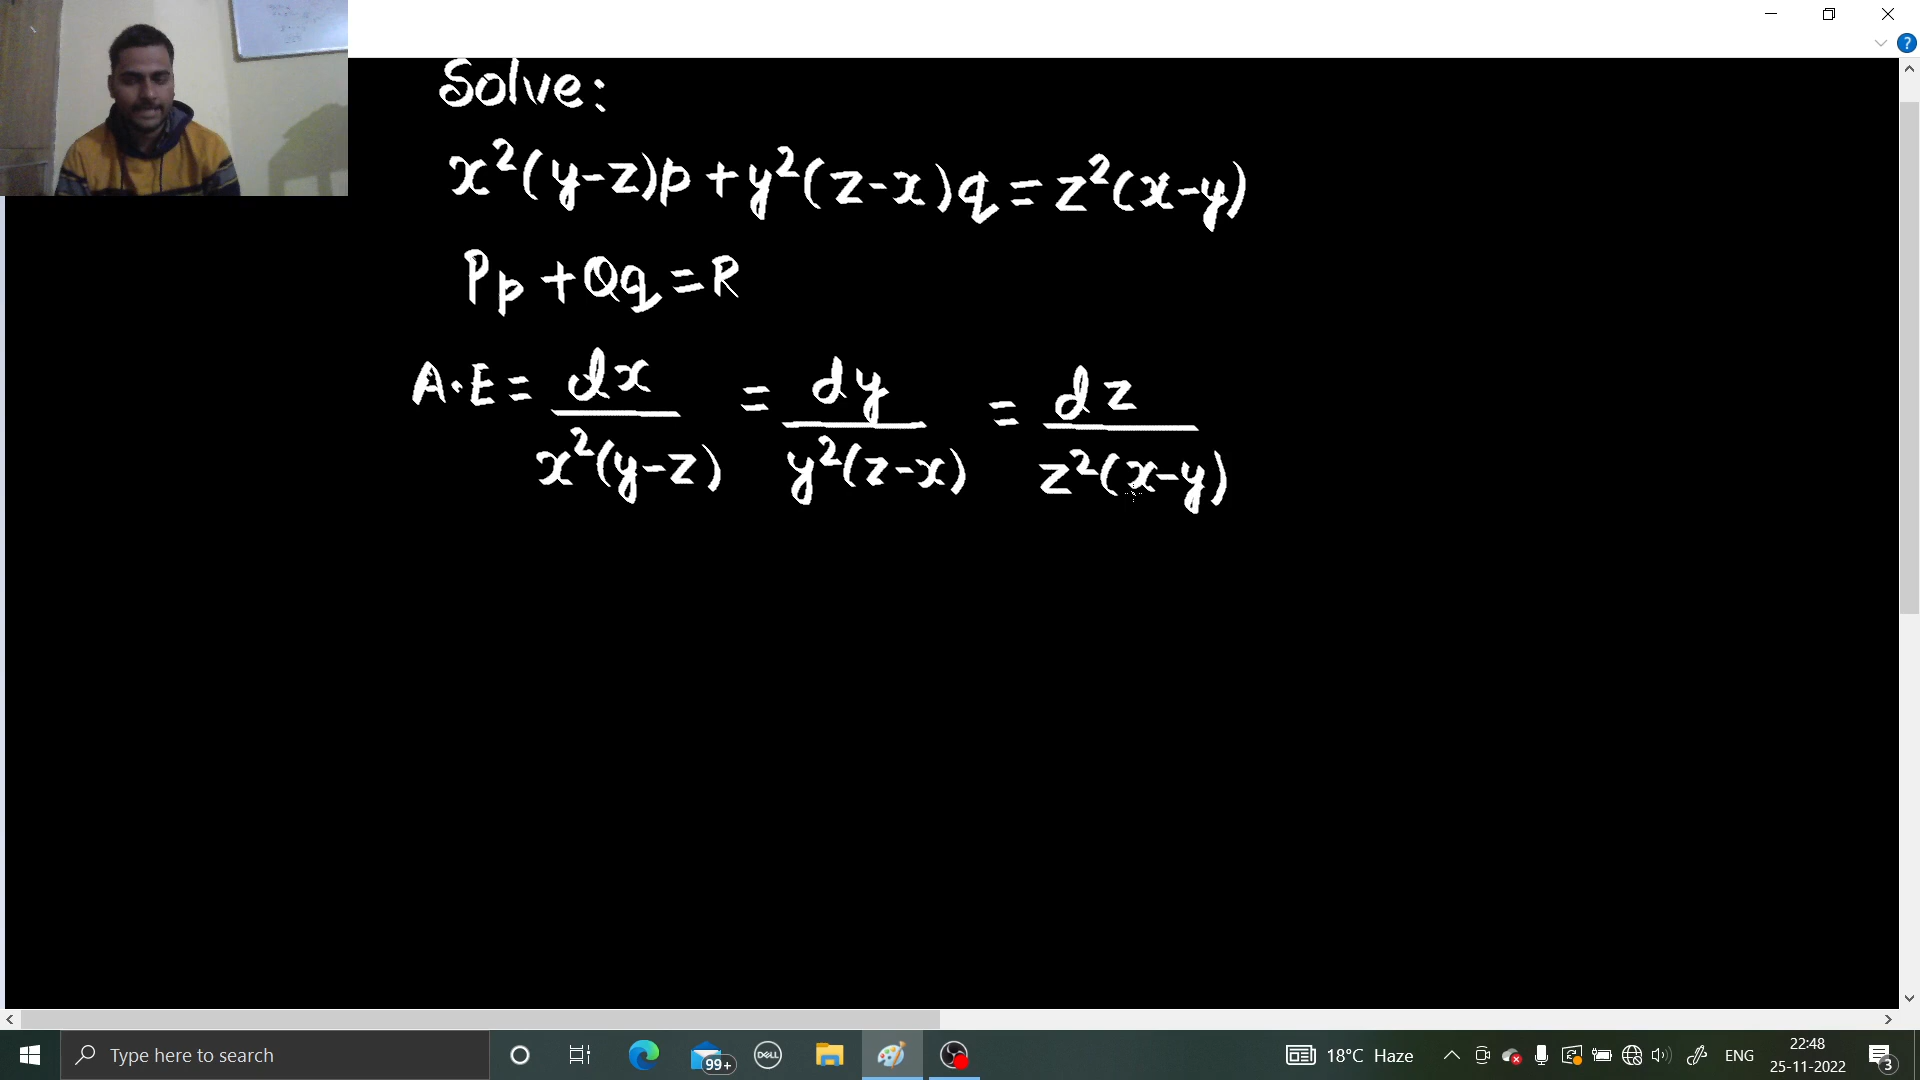 Solve:
x²(y-z)p+y²(z-x)q=z²(x-y)
Pp+Qq=R
A.E= dx/x²(y-z) = dy/y²(z-x) = dz/z²(x-y)
Type here to search
99+
DELL
18°C Haze
ENG
22:48
25-11-2022
3
?